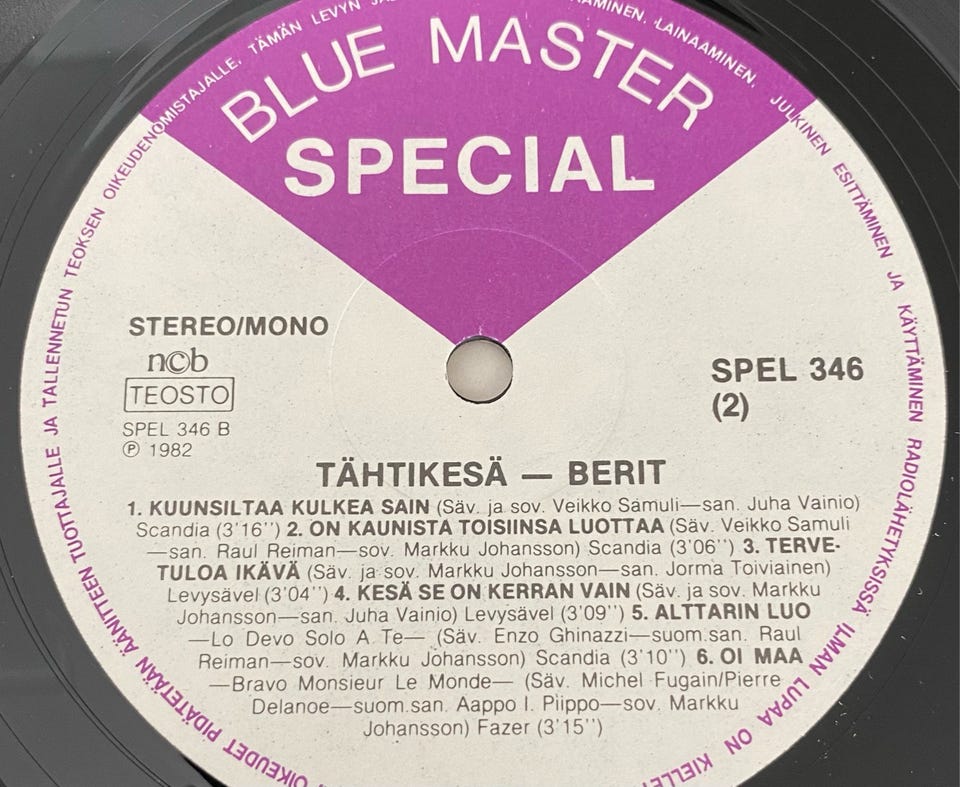 BLUE MASTER
SPECIAL
STEREO/MONO
ncb
TEOSTO
SPEL 346 B
℗ 1982
SPEL 346
(2)
TÄHTIKESÄ — BERIT
1. KUUNSILTAA KULKEA SAIN (Säv. ja sov. Veikko Samuli—san. Juha Vainio)
Scandia (3'16'') 2. ON KAUNISTA TOISIINSA LUOTTAA (Säv. Veikko Samuli
—san. Raul Reiman—sov. Markku Johansson) Scandia (3'06'') 3. TERVE-
TULOA IKÄVÄ (Säv. ja sov. Markku Johansson—san. Jorma Toiviainen)
Levysävel (3'04'') 4. KESÄ SE ON KERRAN VAIN (Säv. ja sov. Markku
Johansson—san. Juha Vainio) Levysävel (3'09'') 5. ALTTARIN LUO
—Lo Devo Solo A Te— (Säv. Enzo Ghinazzi—suom.san. Raul
Reiman—sov. Markku Johansson) Scandia (3'10'') 6. OI MAA
—Bravo Monsieur Le Monde— (Säv. Michel Fugain/Pierre
Delanoe—suom.san. Aappo I. Piippo—sov. Markku
Johansson) Fazer (3'15'')
OIKEUDET PIDÄTETÄÄN ÄÄNITTEEN TUOTTAJALLE JA TALLENNETUN TEOKSEN OIKEUDENOMISTAJALLE. TÄMÄN LEVYN
LAINAAMINEN, JULKINEN ESITTÄMINEN JA KÄYTTÄMINEN RADIOLÄHETYKSISSÄ ILMAN LUPAA ON